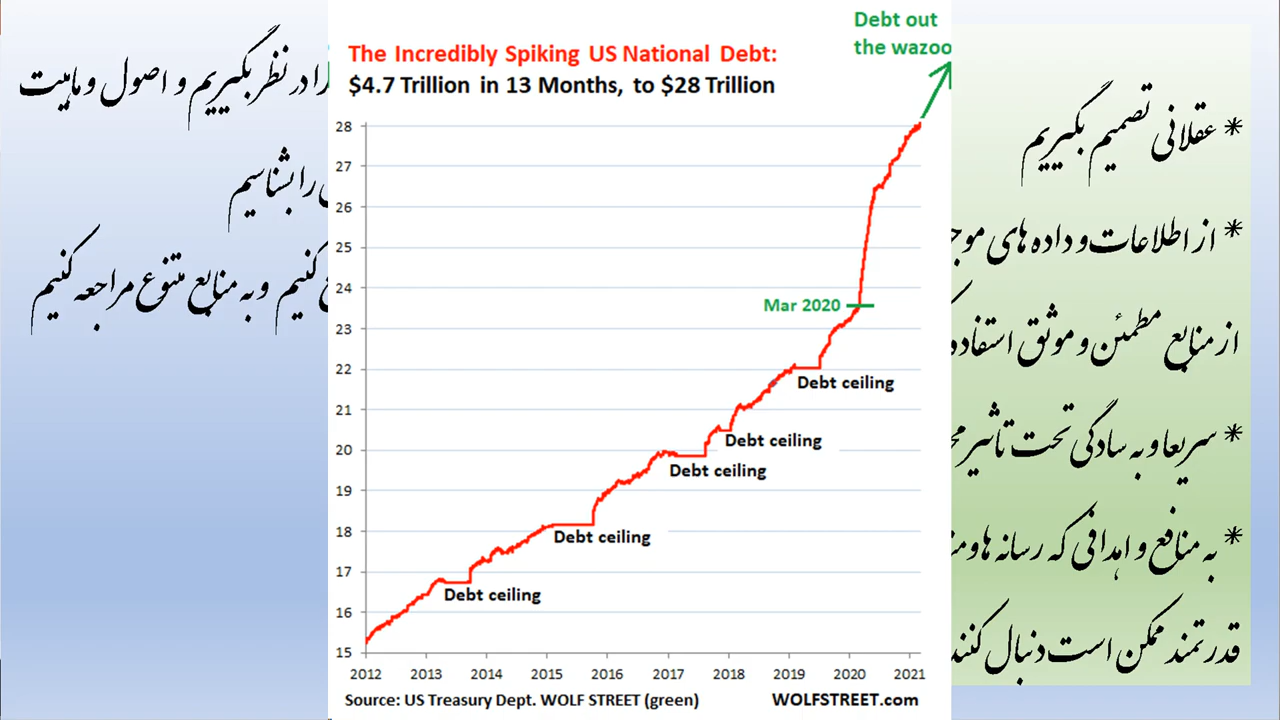 Debt out
the wazoo
The Incredibly Spiking US National Debt:
$4.7 Trillion in 13 Months, to $28 Trillion
28
27
26
25
24
23
22
21
20
19
18
17
16
15
Mar 2020
Debt ceiling
Debt ceiling
Debt ceiling
Debt ceiling
Debt ceiling
2012 2013 2014 2015 2016 2017 2018 2019 2020 2021
Source: US Treasury Dept. WOLF STREET (green)
WOLFSTREET.com
* عقلانی تصمیم بگیریم
* از اطلاعات و داده های
از منابع مطمئن و موثق استفاده
* سریعا و به سادگی تحت تاثیر
* به منافع و اهدافی که رسانه ها و
قدرتمند ممکن است دنبال کنند
را در نظر بگیریم و اصول و ماهیت
را بشناسیم
کنیم و به منابع متنوع مراجعه کنیم